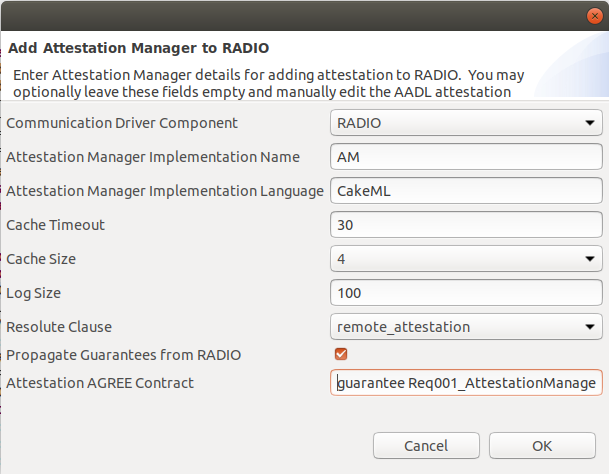 Add Attestation Manager to RADIO
Enter Attestation Manager details for adding attestation to RADIO. You may
optionally leave these fields empty and manually edit the AADL attestation
Communication Driver Component RADIO
Attestation Manager Implementation Name AM
Attestation Manager Implementation Language CakeML
Cache Timeout 30
Cache Size 4
Log Size 100
Resolute Clause remote_attestation
Propagate Guarantees from RADIO
Attestation AGREE Contract guarantee Req001_AttestationManage
Cancel OK